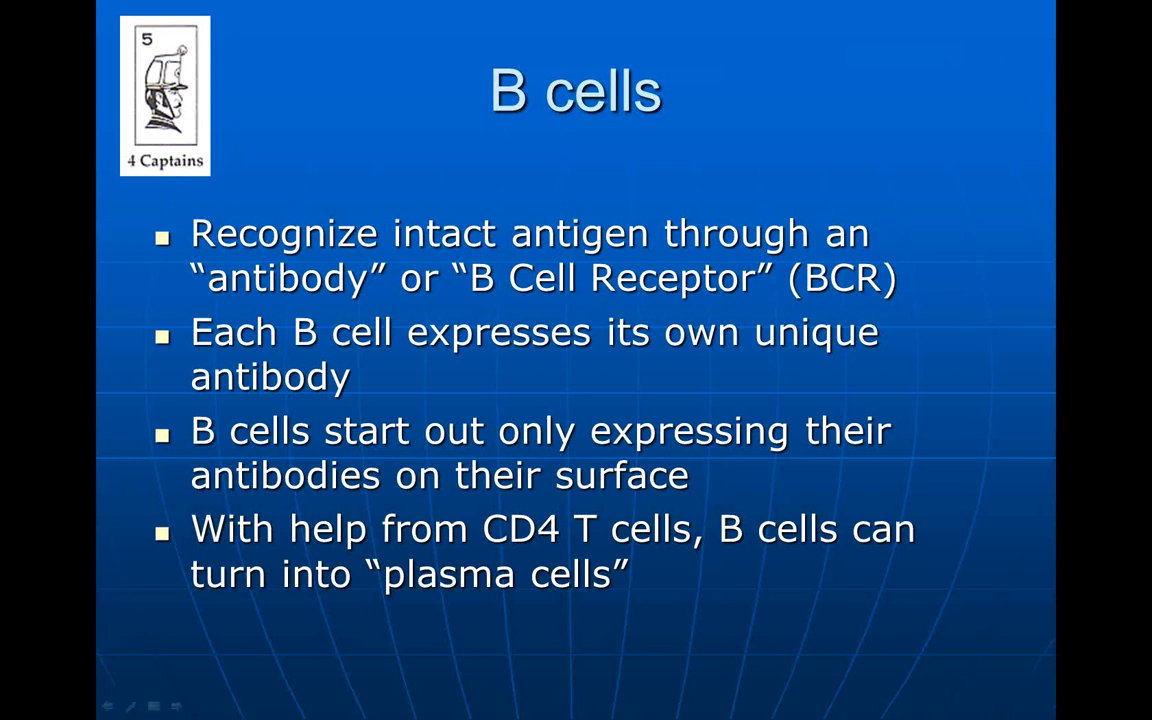 5
4 Captains
B cells
Recognize intact antigen through an
“antibody” or “B Cell Receptor” (BCR)
Each B cell expresses its own unique
antibody
B cells start out only expressing their
antibodies on their surface
With help from CD4 T cells, B cells can
turn into “plasma cells”